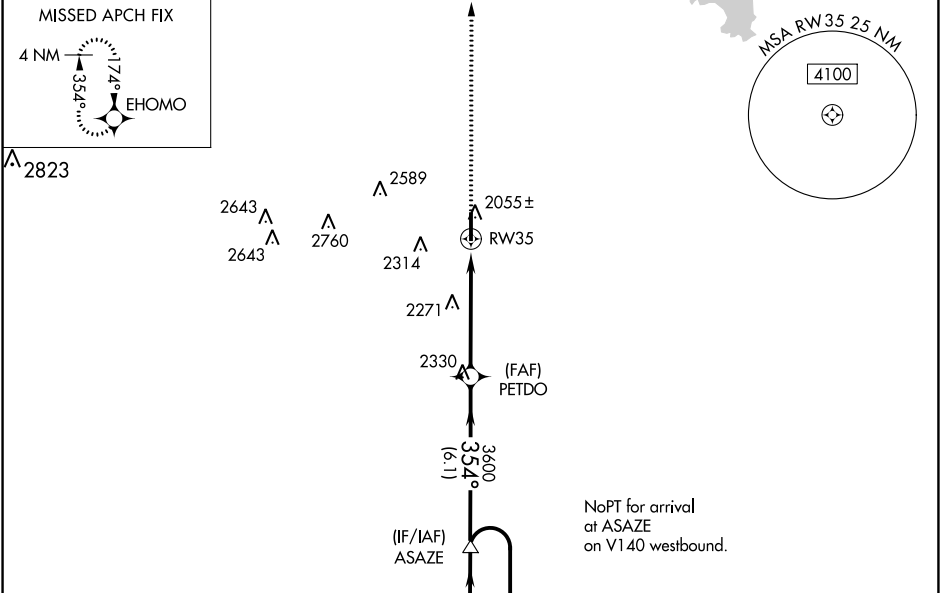 MISSED APCH FIX
4 NM
174°
354°
EHOMO
MSA RW35 25 NM
4100
2823
2589
2643
2055±
2760
RW35
2643
2314
2271
2330
(FAF)
PETDO
3600
354°
(6.1)
(IF/IAF)
ASAZE
NoPT for arrival
at ASAZE
on V140 westbound.